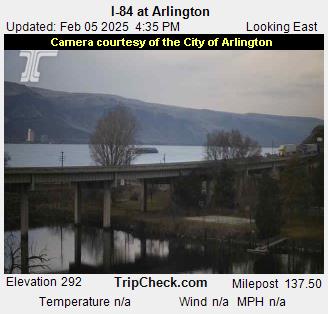 I-84 at Arlington
Updated: Feb 05 2025 4:35 PM Looking East
Camera courtesy of the City of Arlington
Elevation 292 TripCheck.com Milepost 137.50
Temperature n/a Wind n/a MPH n/a